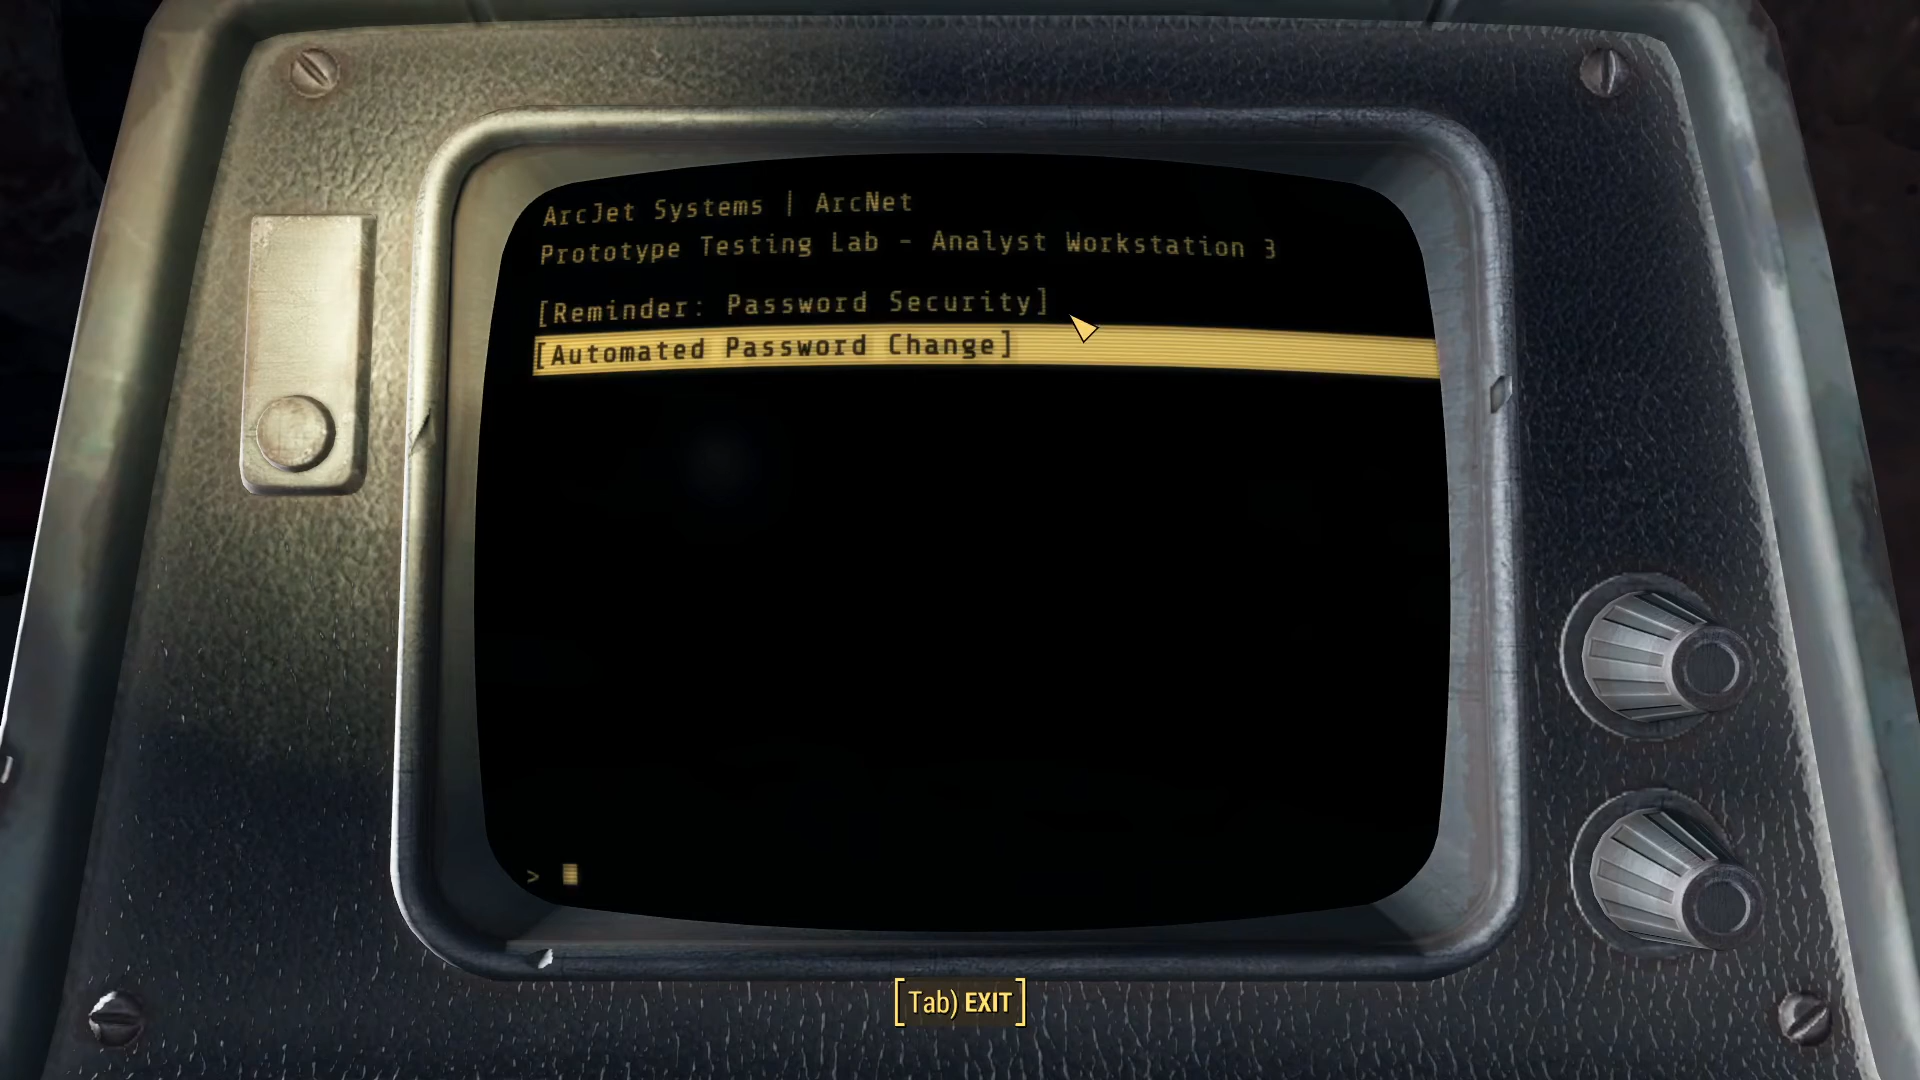 ArcJet Systems | ArcNet
Prototype Testing Lab - Analyst Workstation 3
[Reminder: Password Security]
[Automated Password Change]
>
[Tab) EXIT]